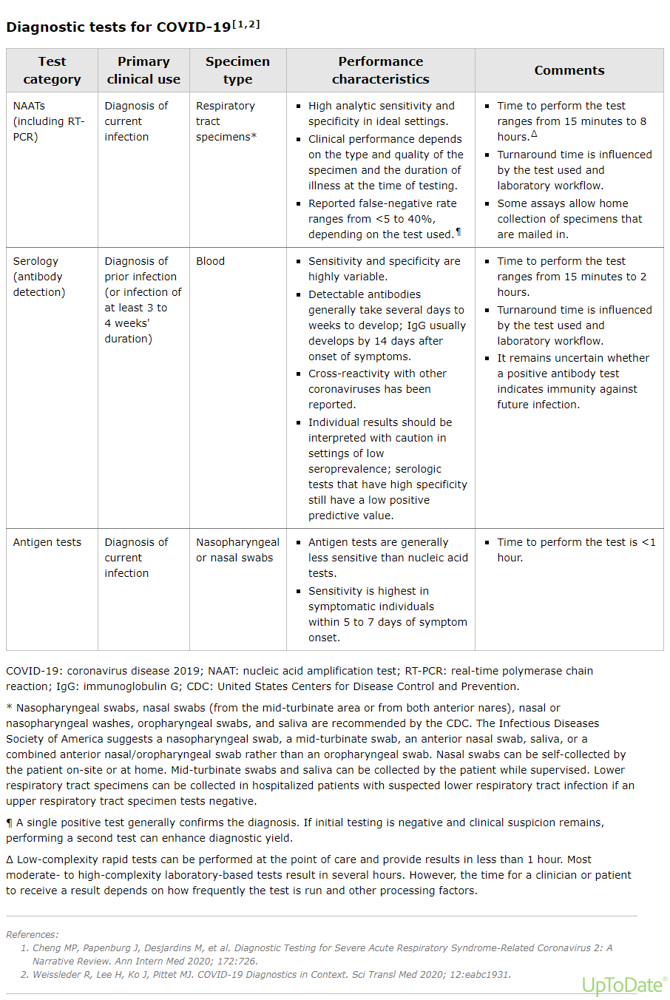 Diagnostic tests for COVID-19[1,2]
Test category
Primary clinical use
Specimen type
Performance characteristics
Comments
NAATs
(including RT-
PCR)
Diagnosis of
current
infection
Respiratory
tract
specimens*
▪ High analytic sensitivity and
specificity in ideal settings.
▪ Clinical performance depends
on the type and quality of the
specimen and the duration of
illness at the time of testing.
▪ Reported false-negative rate
ranges from <5 to 40%,
depending on the test used.¶
▪ Time to perform the test
ranges from 15 minutes to 8
hours.Δ
▪ Turnaround time is influenced
by the test used and
laboratory workflow.
▪ Some assays allow home
collection of specimens that
are mailed in.
Serology
(antibody
detection)
Diagnosis of
prior infection
(or infection of
at least 3 to
4 weeks'
duration)
Blood
▪ Sensitivity and specificity are
highly variable.
▪ Detectable antibodies
generally take several days to
weeks to develop; IgG usually
develops by 14 days after
onset of symptoms.
▪ Cross-reactivity with other
coronaviruses has been
reported.
▪ Individual results should be
interpreted with caution in
settings of low
seroprevalence; serologic
tests that have high specificity
still have a low positive
predictive value.
▪ Time to perform the test
ranges from 15 minutes to 2
hours.
▪ Turnaround time is influenced
by the test used and
laboratory workflow.
▪ It remains uncertain whether
a positive antibody test
indicates immunity against
future infection.
Antigen tests
Diagnosis of
current
infection
Nasopharyngeal
or nasal swabs
▪ Antigen tests are generally
less sensitive than nucleic acid
tests.
▪ Sensitivity is highest in
symptomatic individuals
within 5 to 7 days of symptom
onset.
▪ Time to perform the test is <1
hour.
COVID-19: coronavirus disease 2019; NAAT: nucleic acid amplification test; RT-PCR: real-time polymerase chain
reaction; IgG: immunoglobulin G; CDC: United States Centers for Disease Control and Prevention.
* Nasopharyngeal swabs, nasal swabs (from the mid-turbinate area or from both anterior nares), nasal or
nasopharyngeal washes, oropharyngeal swabs, and saliva are recommended by the CDC. The Infectious Diseases
Society of America suggests a nasopharyngeal swab, a mid-turbinate swab, an anterior nasal swab, saliva, or a
combined anterior nasal/oropharyngeal swab rather than an oropharyngeal swab. Nasal swabs can be self-collected by
the patient on-site or at home. Mid-turbinate swabs and saliva can be collected by the patient while supervised. Lower
respiratory tract specimens can be collected in hospitalized patients with suspected lower respiratory tract infection if an
upper respiratory tract specimen tests negative.
¶ A single positive test generally confirms the diagnosis. If initial testing is negative and clinical suspicion remains,
performing a second test can enhance diagnostic yield.
Δ Low-complexity rapid tests can be performed at the point of care and provide results in less than 1 hour. Most
moderate- to high-complexity laboratory-based tests result in several hours. However, the time for a clinician or patient
to receive a result depends on how frequently the test is run and other processing factors.
References:
1. Cheng MP, Papenburg J, Desjardins M, et al. Diagnostic Testing for Severe Acute Respiratory Syndrome-Related Coronavirus 2: A
Narrative Review. Ann Intern Med 2020; 172:726.
2. Weissleder R, Lee H, Ko J, Pittet MJ. COVID-19 Diagnostics in Context. Sci Transl Med 2020; 12:eabc1931.
UpToDate®